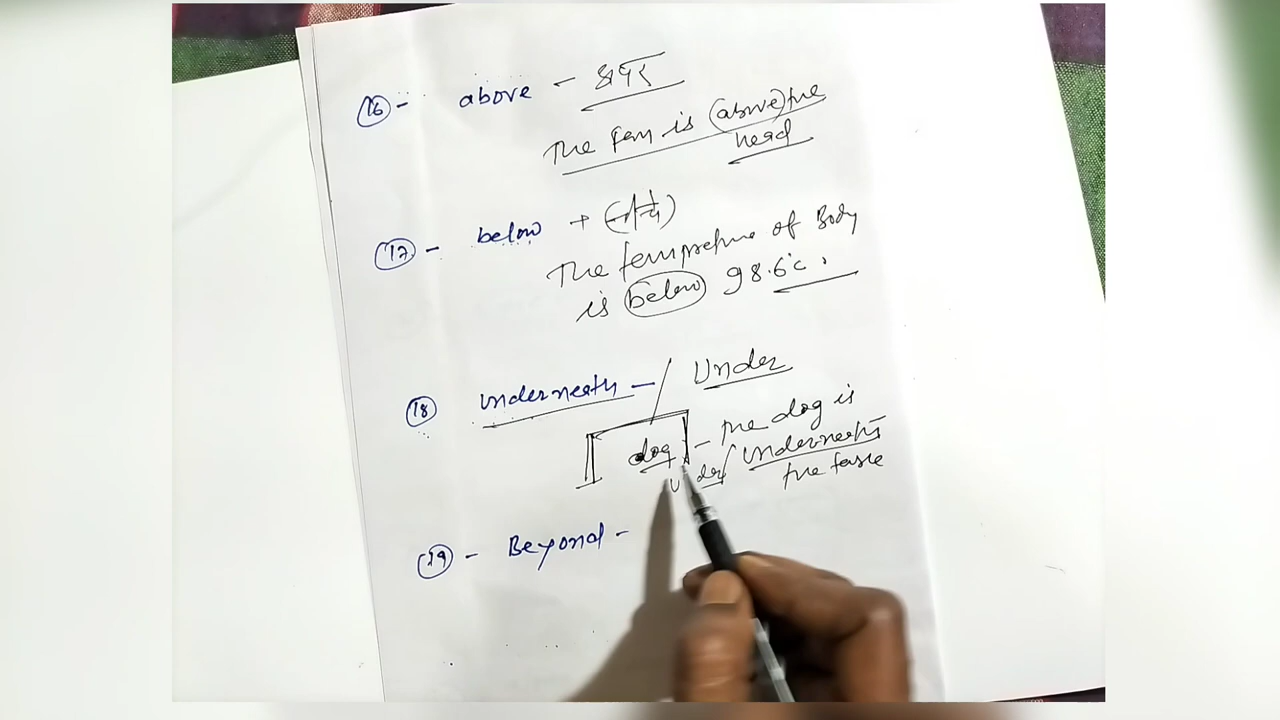 16 - above - ऊपर
The fan is above the
head
17 - below + (नीचे)
The temprature of Body
is below 98.6°c.
18 underneath - / Under
dog - the dog is
under / underneath
the table
19 - Beyond -